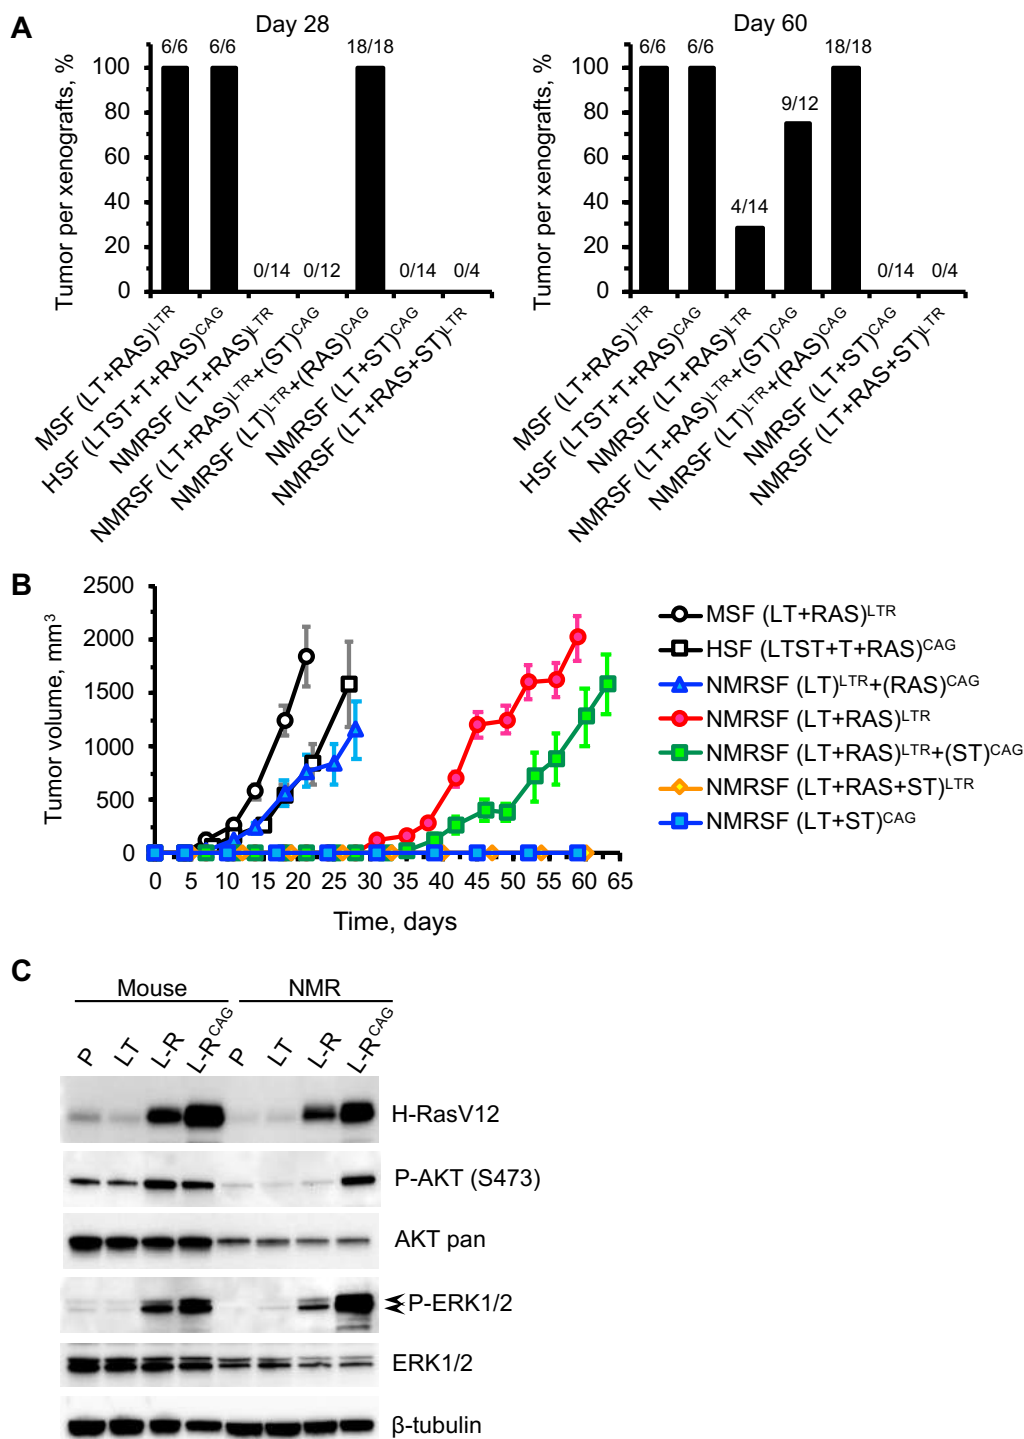 A
Day 28
Day 60
6/6 6/6 18/18
6/6 6/6 18/18
9/12
4/14
0/14 0/12 0/14 0/4
0/14 0/4
Tumor per xenografts, %
100
80
60
40
20
0
Tumor per xenografts, %
100
80
60
40
20
0
MSF (LT+RAS)LTR
HSF (LTST+T+RAS)CAG
NMRSF (LT+RAS)LTR
NMRSF (LT+RAS)LTR+(ST)CAG
NMRSF (LT)LTR+(RAS)CAG
NMRSF (LT+ST)CAG
NMRSF (LT+RAS+ST)LTR
MSF (LT+RAS)LTR
HSF (LTST+T+RAS)CAG
NMRSF (LT+RAS)LTR
NMRSF (LT+RAS)LTR+(ST)CAG
NMRSF (LT)LTR+(RAS)CAG
NMRSF (LT+ST)CAG
NMRSF (LT+RAS+ST)LTR
B
Tumor volume, mm3
2500
2000
1500
1000
500
0
0 5 10 15 20 25 30 35 40 45 50 55 60 65
Time, days
MSF (LT+RAS)LTR
HSF (LTST+T+RAS)CAG
NMRSF (LT)LTR+(RAS)CAG
NMRSF (LT+RAS)LTR
NMRSF (LT+RAS)LTR+(ST)CAG
NMRSF (LT+RAS+ST)LTR
NMRSF (LT+ST)CAG
C
Mouse NMR
P LT L-R L-RCAG P LT L-R L-RCAG
H-RasV12
P-AKT (S473)
AKT pan
P-ERK1/2
ERK1/2
β-tubulin